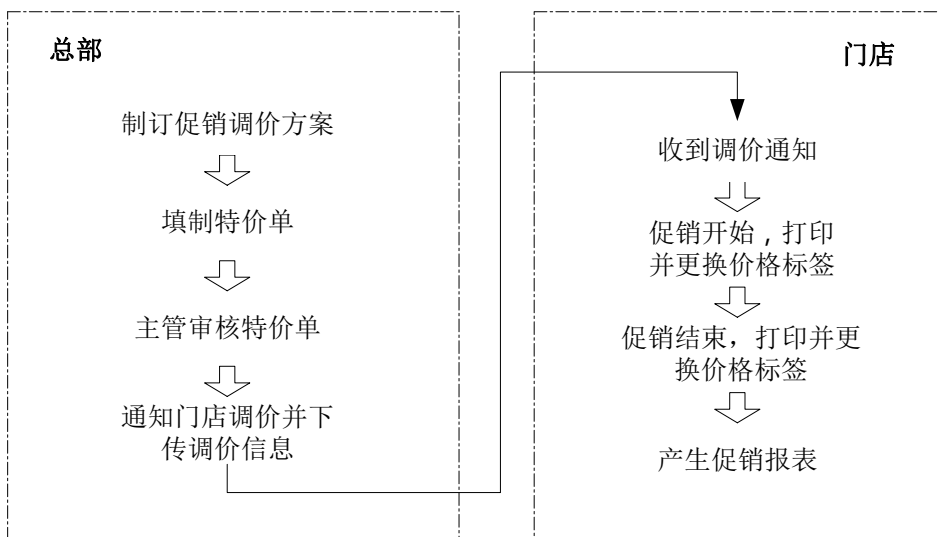 总部
制订促销调价方案
填制特价单
主管审核特价单
通知门店调价并下
传调价信息
门店
收到调价通知
促销开始,打印
并更换价格标签
促销结束，打印并更
换价格标签
产生促销报表